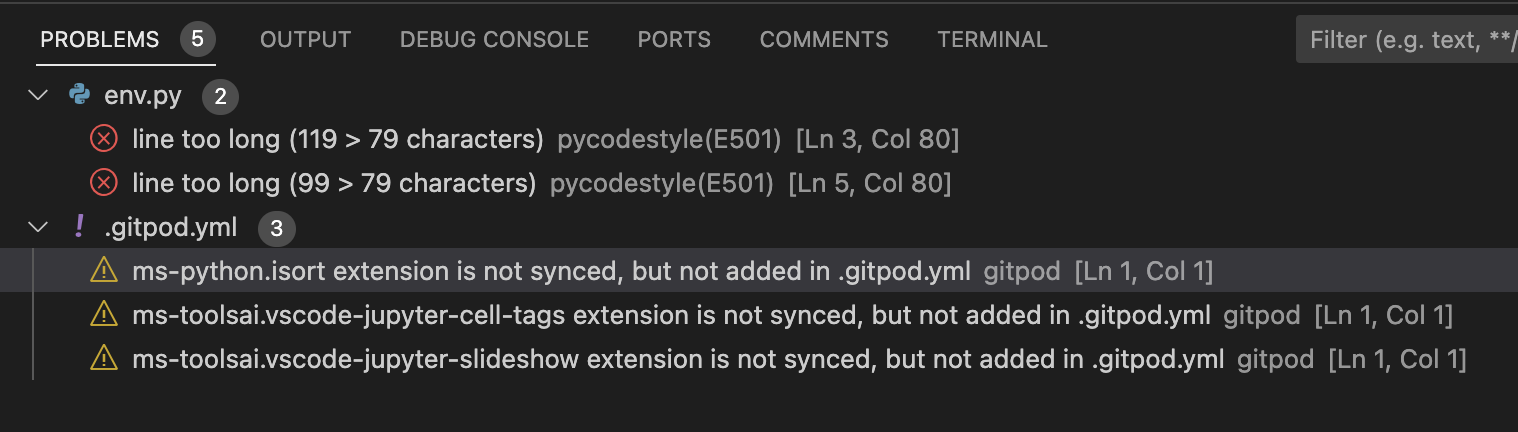 PROBLEMS 5 OUTPUT DEBUG CONSOLE PORTS COMMENTS TERMINAL Filter (e.g. text, **/
env.py 2
line too long (119 > 79 characters) pycodestyle(E501) [Ln 3, Col 80]
line too long (99 > 79 characters) pycodestyle(E501) [Ln 5, Col 80]
! .gitpod.yml 3
ms-python.isort extension is not synced, but not added in .gitpod.yml gitpod [Ln 1, Col 1]
ms-toolsai.vscode-jupyter-cell-tags extension is not synced, but not added in .gitpod.yml gitpod [Ln 1, Col 1]
ms-toolsai.vscode-jupyter-slideshow extension is not synced, but not added in .gitpod.yml gitpod [Ln 1, Col 1]